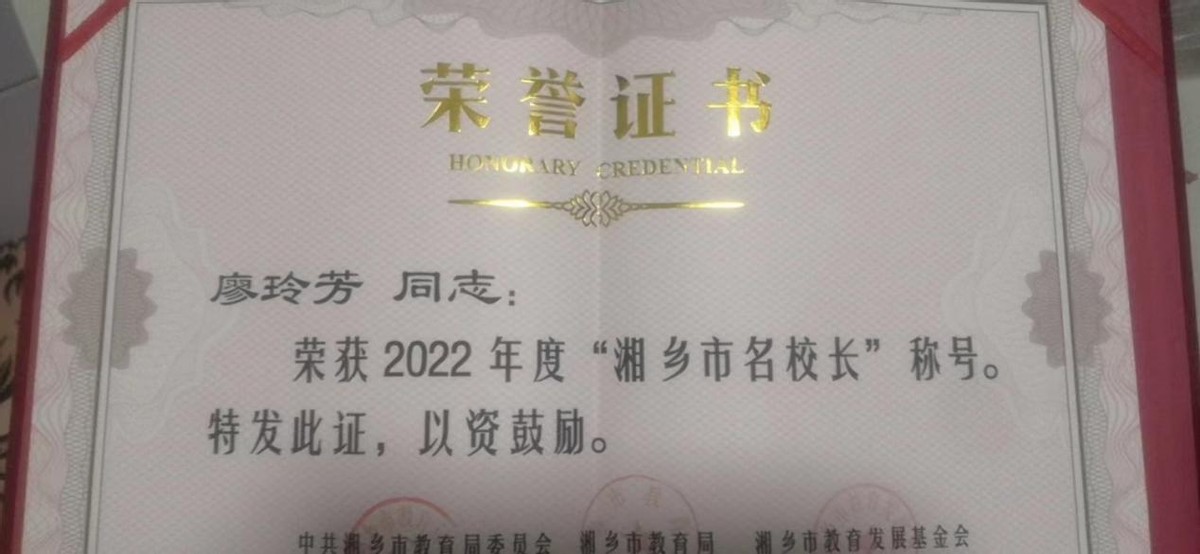 荣誉证书
HONORARY CREDENTIAL
廖玲芳 同志：
荣获 2022 年度“湘乡市名校长”称号。
特发此证，以资鼓励。
中共湘乡市教育局委员会 湘乡市教育局 湘乡市教育发展基金会